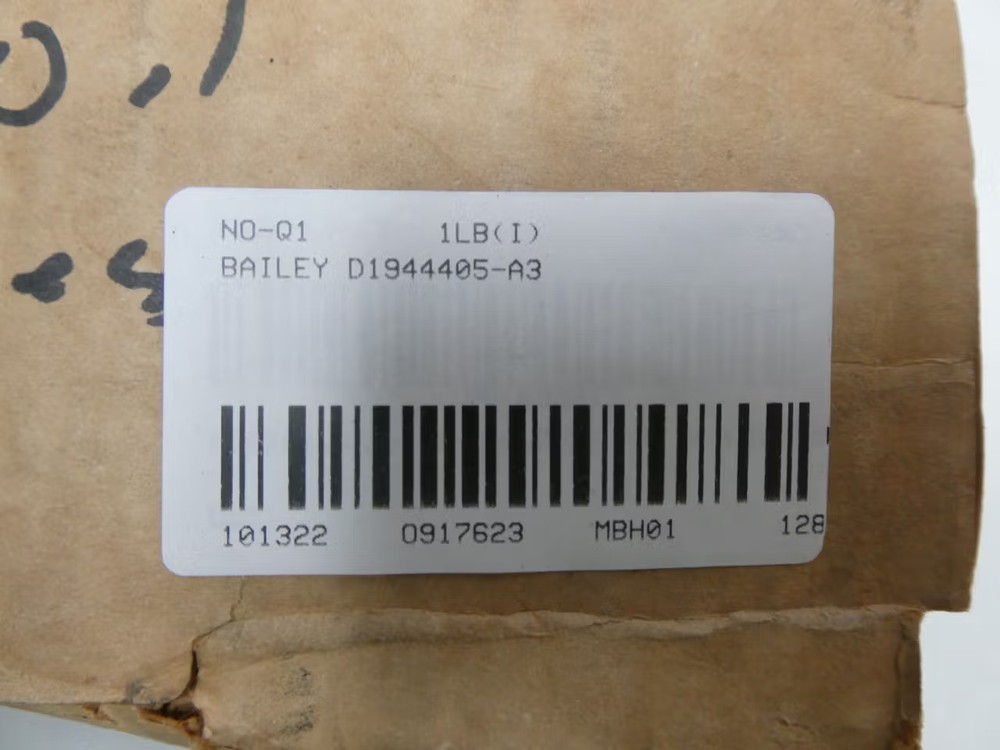 NO-Q1 1LB(I)
BAILEY D1944405-A3
101322 0917623 MBH01 128